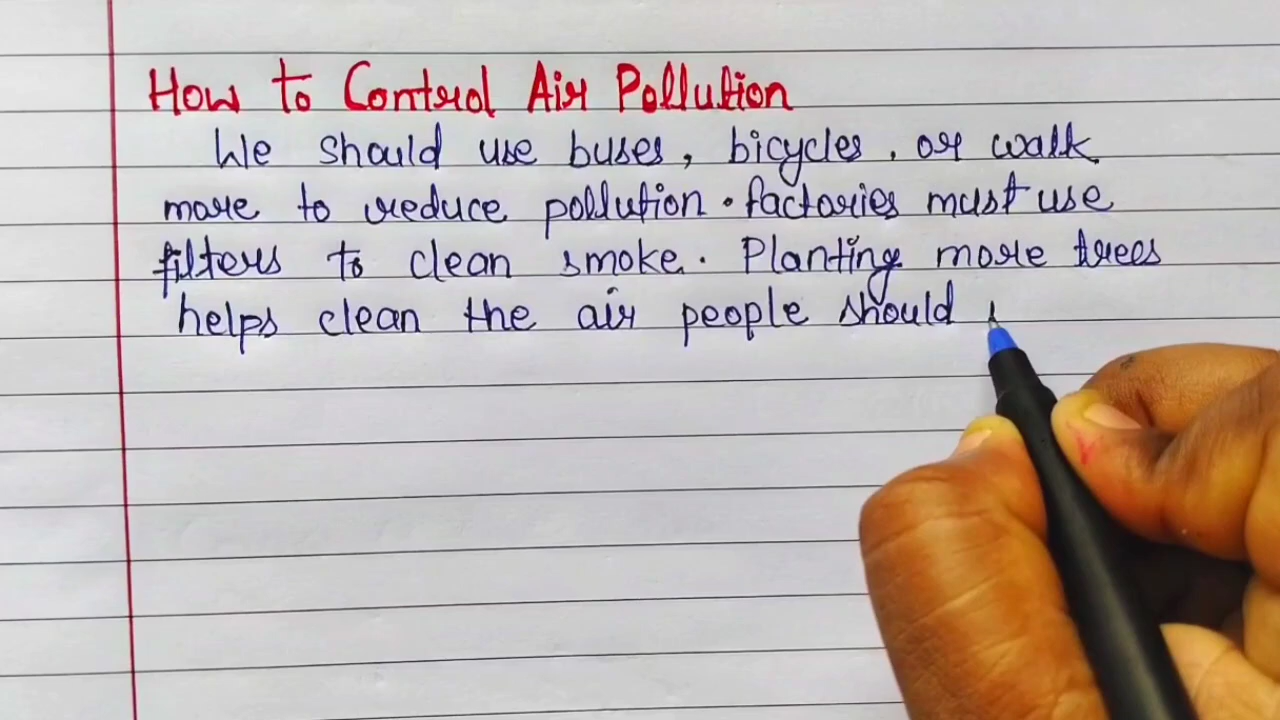 How to Control Air Pollution
We should use buses, bicycles, or walk
more to reduce pollution. factories must use
filters to clean smoke. Planting more trees
helps clean the air people should